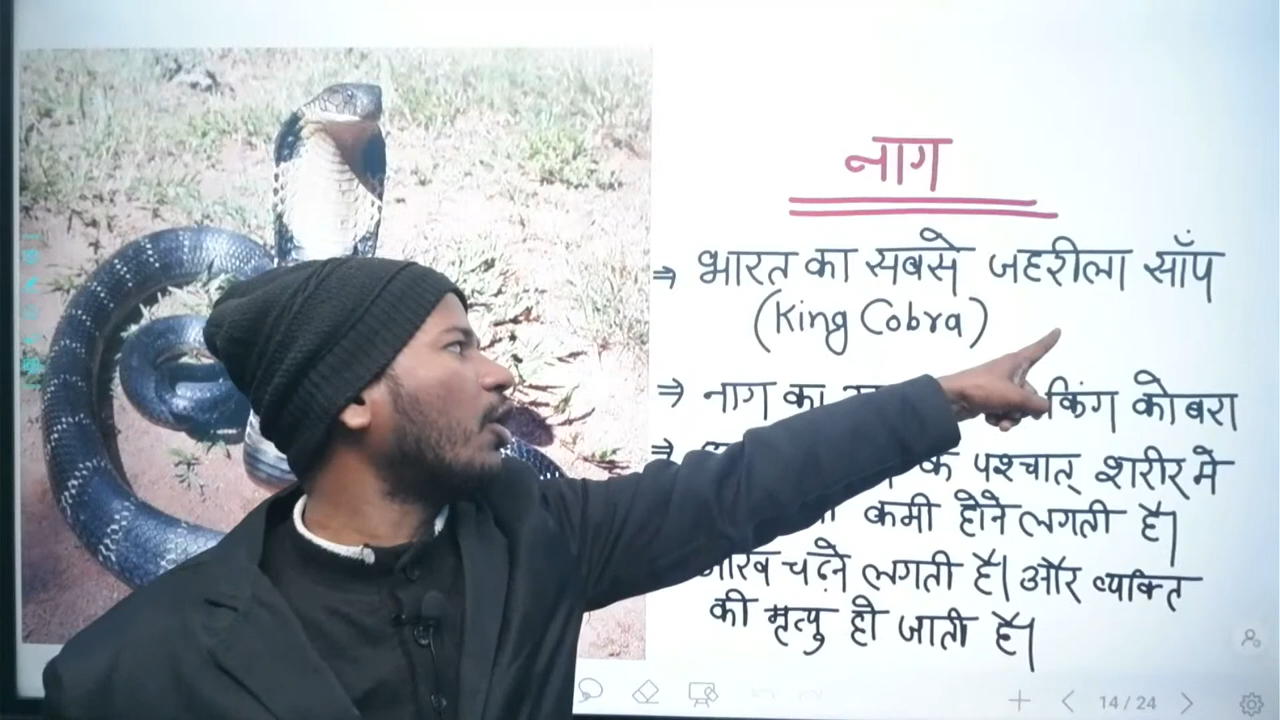 नाग
⇒ भारत का सबसे जहरीला साँप
(King Cobra)
⇒ नाग का किंग कोबरा
⇒ के पश्चात् शरीर मे
कमी होने लगती है।
चढ़ने लगती है। और व्यक्ति
की मृत्यु हो जाती है।
14 / 24